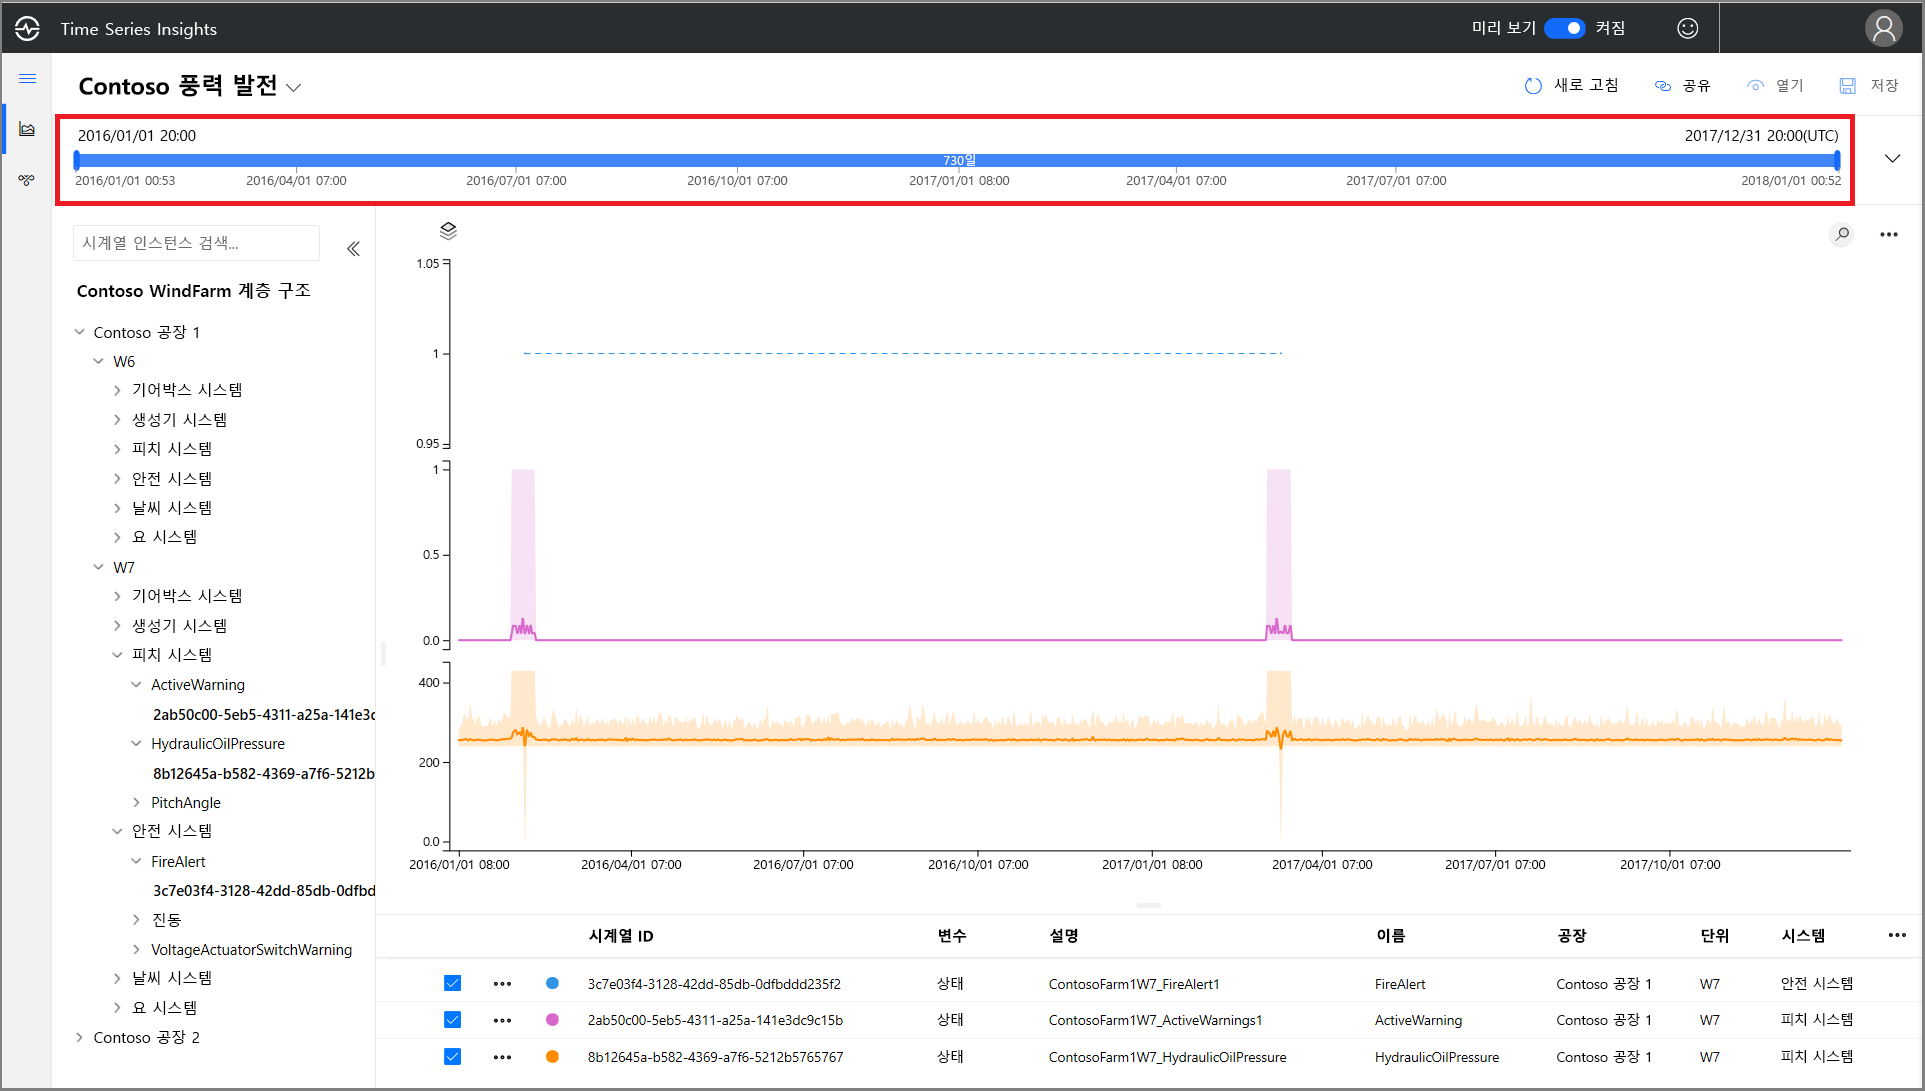 Time Series Insights
미리 보기 켜짐
Contoso 풍력 발전
새로 고침 공유 열기 저장
2016/01/01 20:00 2017/12/31 20:00(UTC)
730일
2016/01/01 00:53 2016/04/01 07:00 2016/07/01 07:00 2016/10/01 07:00 2017/01/01 08:00 2017/04/01 07:00 2017/07/01 07:00 2018/01/01 00:52
시계열 인스턴스 검색...
Contoso WindFarm 계층 구조
Contoso 공장 1
W6
기어박스 시스템
생성기 시스템
피치 시스템
안전 시스템
날씨 시스템
요 시스템
W7
기어박스 시스템
생성기 시스템
피치 시스템
ActiveWarning
2ab50c00-5eb5-4311-a25a-141e3c
HydraulicOilPressure
8b12645a-b582-4369-a7f6-5212b
PitchAngle
안전 시스템
FireAlert
3c7e03f4-3128-42dd-85db-0dfbd
진동
VoltageActuatorSwitchWarning
날씨 시스템
요 시스템
Contoso 공장 2
1.05
1
0.95
1
0.5
0.0
400
200
0.0
2016/01/01 08:00 2016/04/01 07:00 2016/07/01 07:00 2016/10/01 07:00 2017/01/01 08:00 2017/04/01 07:00 2017/07/01 07:00 2017/10/01 07:00
시계열 ID 변수 설명 이름 공장 단위 시스템
3c7e03f4-3128-42dd-85db-0dfbddd235f2 상태 ContosoFarm1W7_FireAlert1 FireAlert Contoso 공장 1 W7 안전 시스템
2ab50c00-5eb5-4311-a25a-141e3dc9c15b 상태 ContosoFarm1W7_ActiveWarnings1 ActiveWarning Contoso 공장 1 W7 피치 시스템
8b12645a-b582-4369-a7f6-5212b5765767 상태 ContosoFarm1W7_HydraulicOilPressure HydraulicOilPressure Contoso 공장 1 W7 피치 시스템